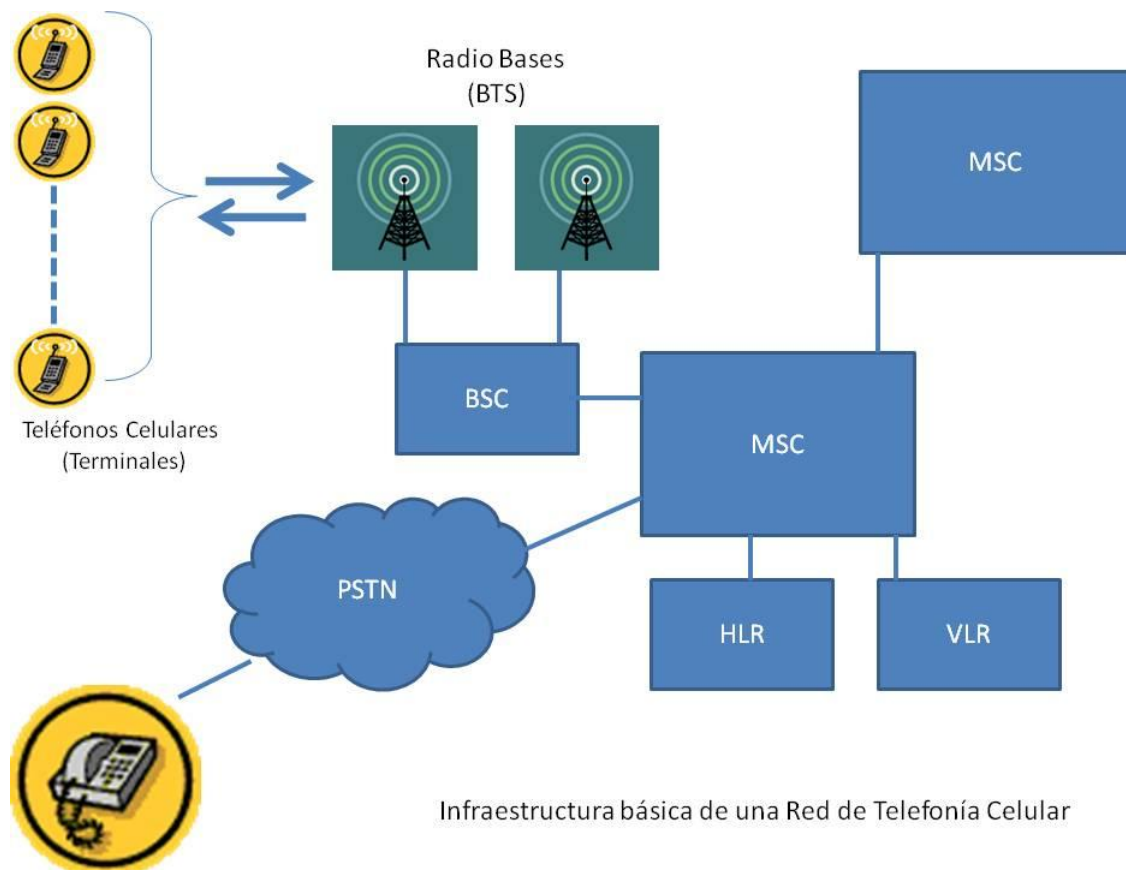 Radio Bases
(BTS)
MSC
BSC
MSC
Teléfonos Celulares
(Terminales)
PSTN
HLR
VLR
Infraestructura básica de una Red de Telefonía Celular